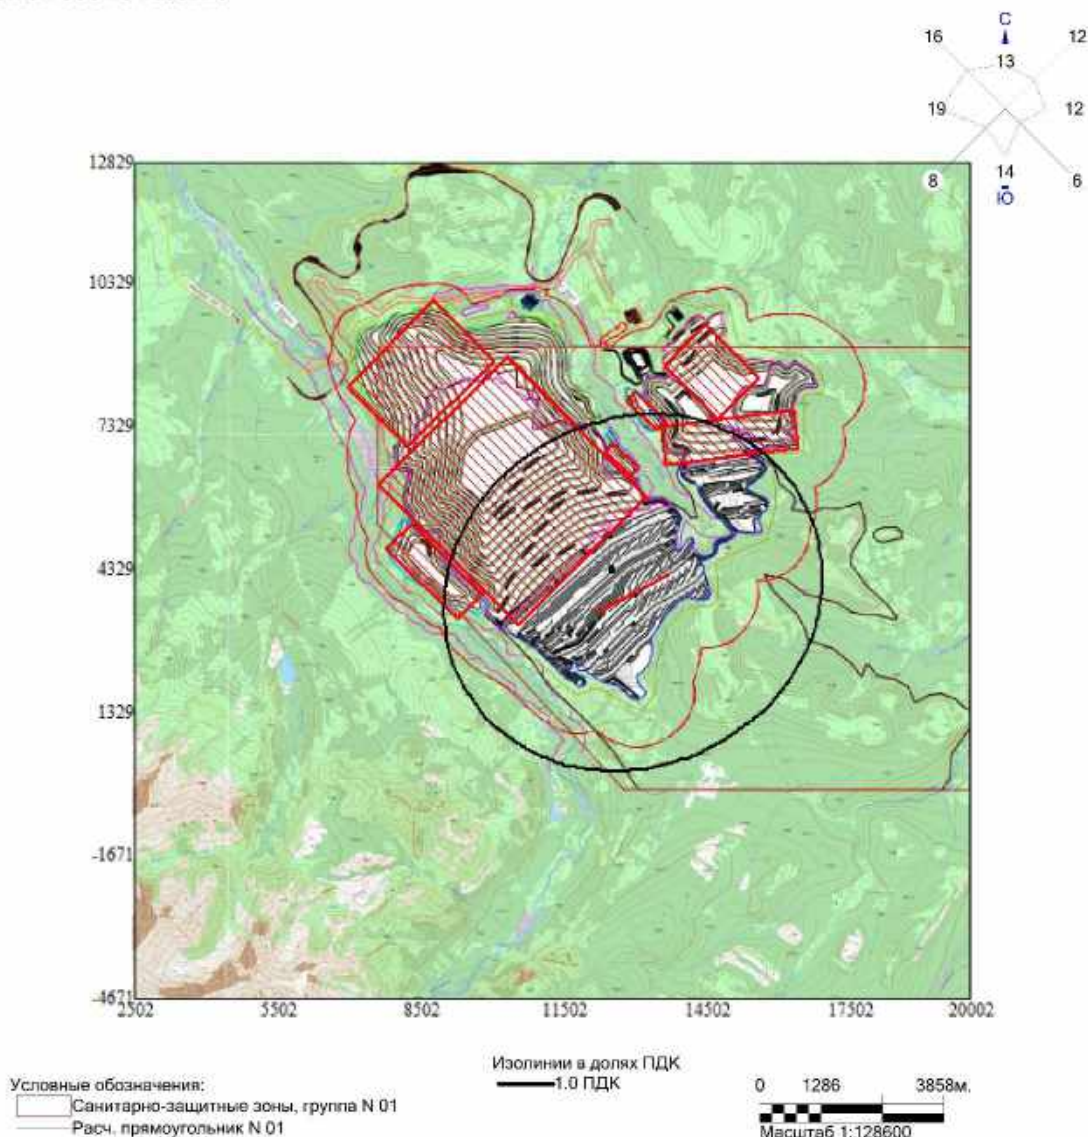 С
16 12
13
19 12
8 14 6
Ю
12829
10329
7329
4329
1329
-1671
-4671
2502 5502 8502 11502 14502 17502 20002
Изолинии в долях ПДК
1.0 ПДК
Условные обозначения:
Санитарно-защитные зоны, группа N 01
Расч. прямоугольник N 01
0 1286 3858м.
Масштаб 1:128600